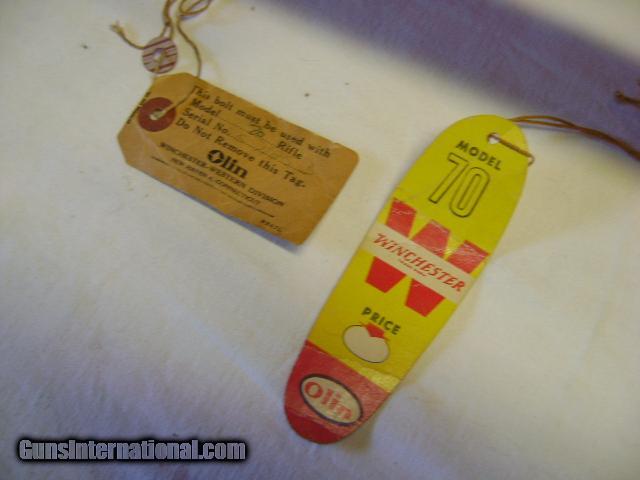 This bolt must be used with
Model 70 Rifle
Serial No.
Do Not Remove this Tag.
Olin
WINCHESTER-WESTERN DIVISION
NEW HAVEN 4, CONNECTICUT
MODEL
70
W
WINCHESTER
PRICE
Olin
GunsInternational.com